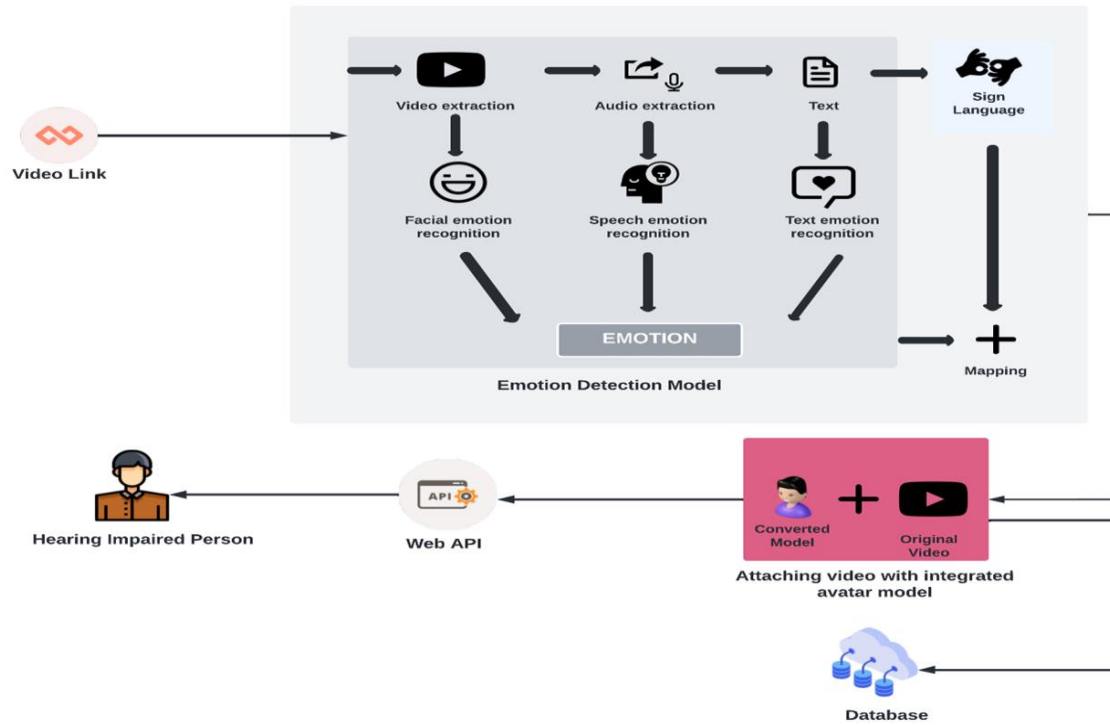 Video extraction
Audio extraction
Text
Sign
Language
Video Link
Facial emotion
recognition
Speech emotion
recognition
Text emotion
recognition
EMOTION
Mapping
Emotion Detection Model
API
Converted
Model
Original
Video
Hearing Impaired Person
Web API
Attaching video with integrated
avatar model
Database